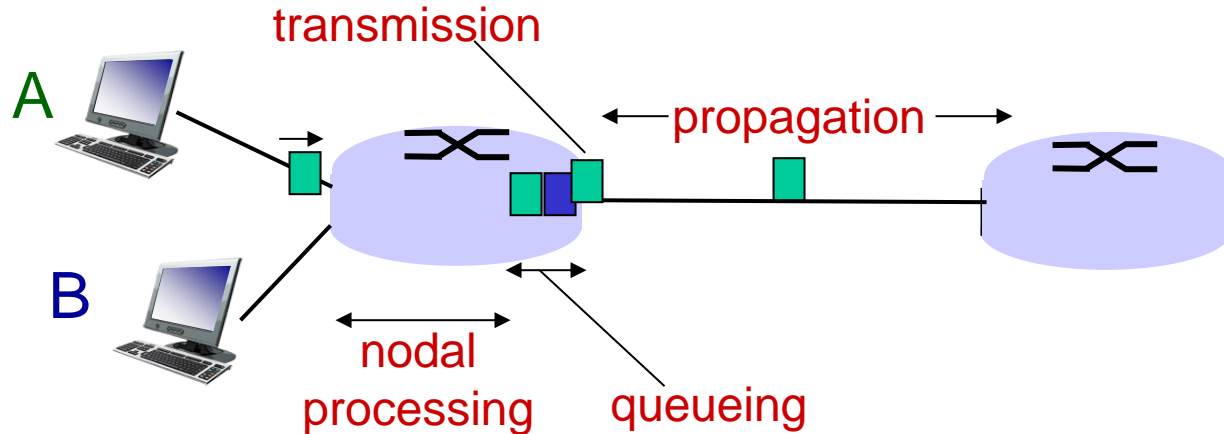 transmission
A
propagation
B
nodal
processing
queueing